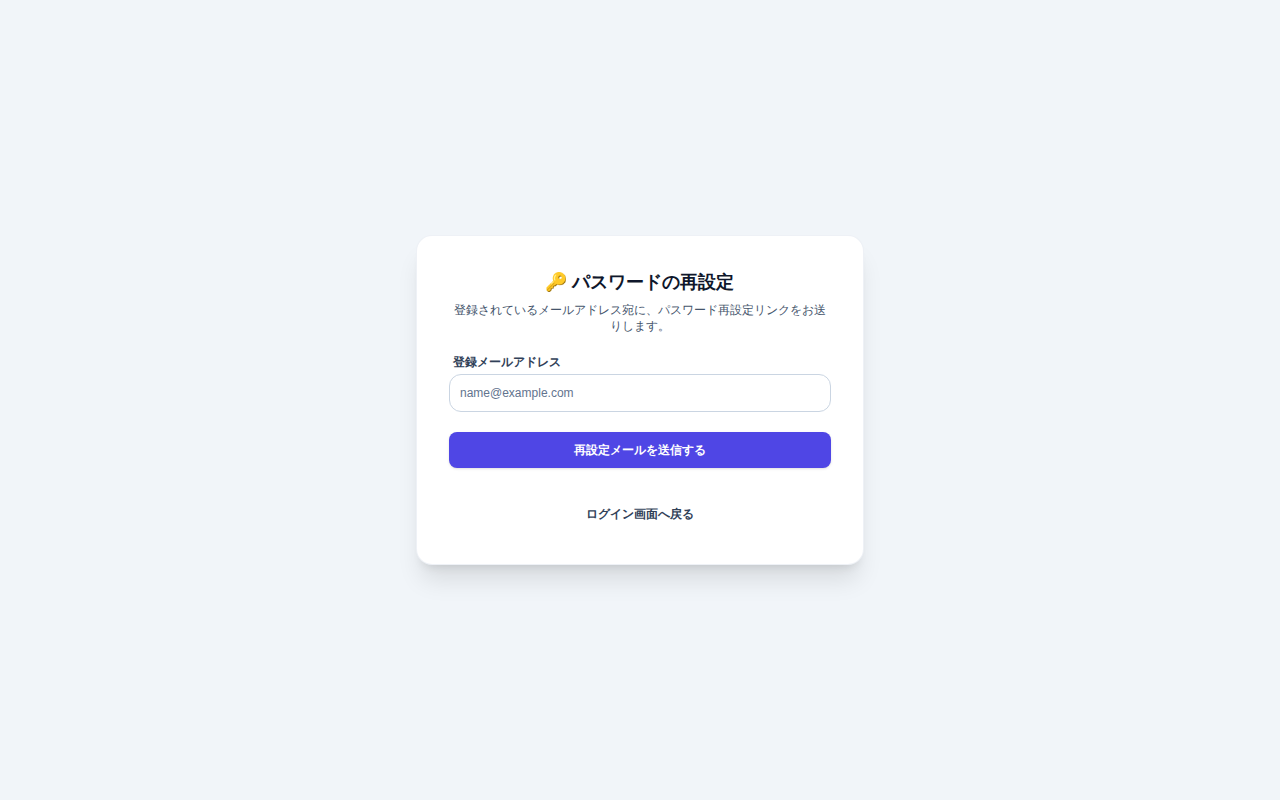 🔑 パスワードの再設定
登録されているメールアドレス宛に、パスワード再設定リンクをお送
りします。
登録メールアドレス
name@example.com
再設定メールを送信する
ログイン画面へ戻る